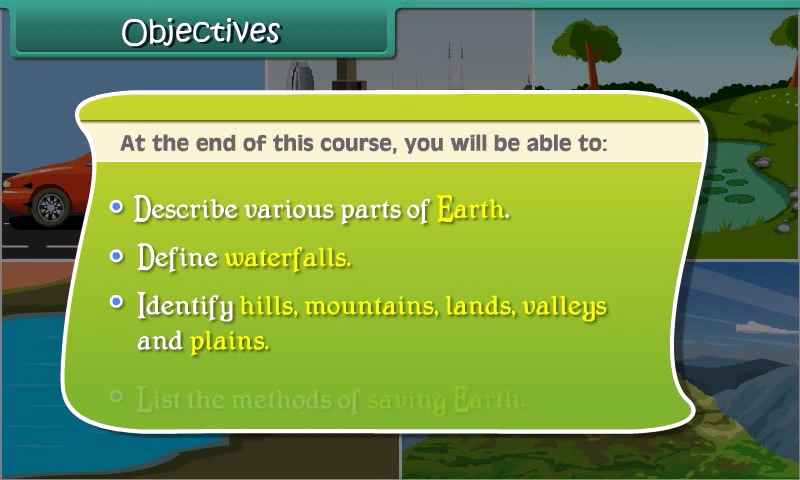 Objectives
At the end of this course, you will be able to:
Describe various parts of Earth.
Define waterfalls.
Identify hills, mountains, lands, valleys
and plains.
List the methods of saving Earth.